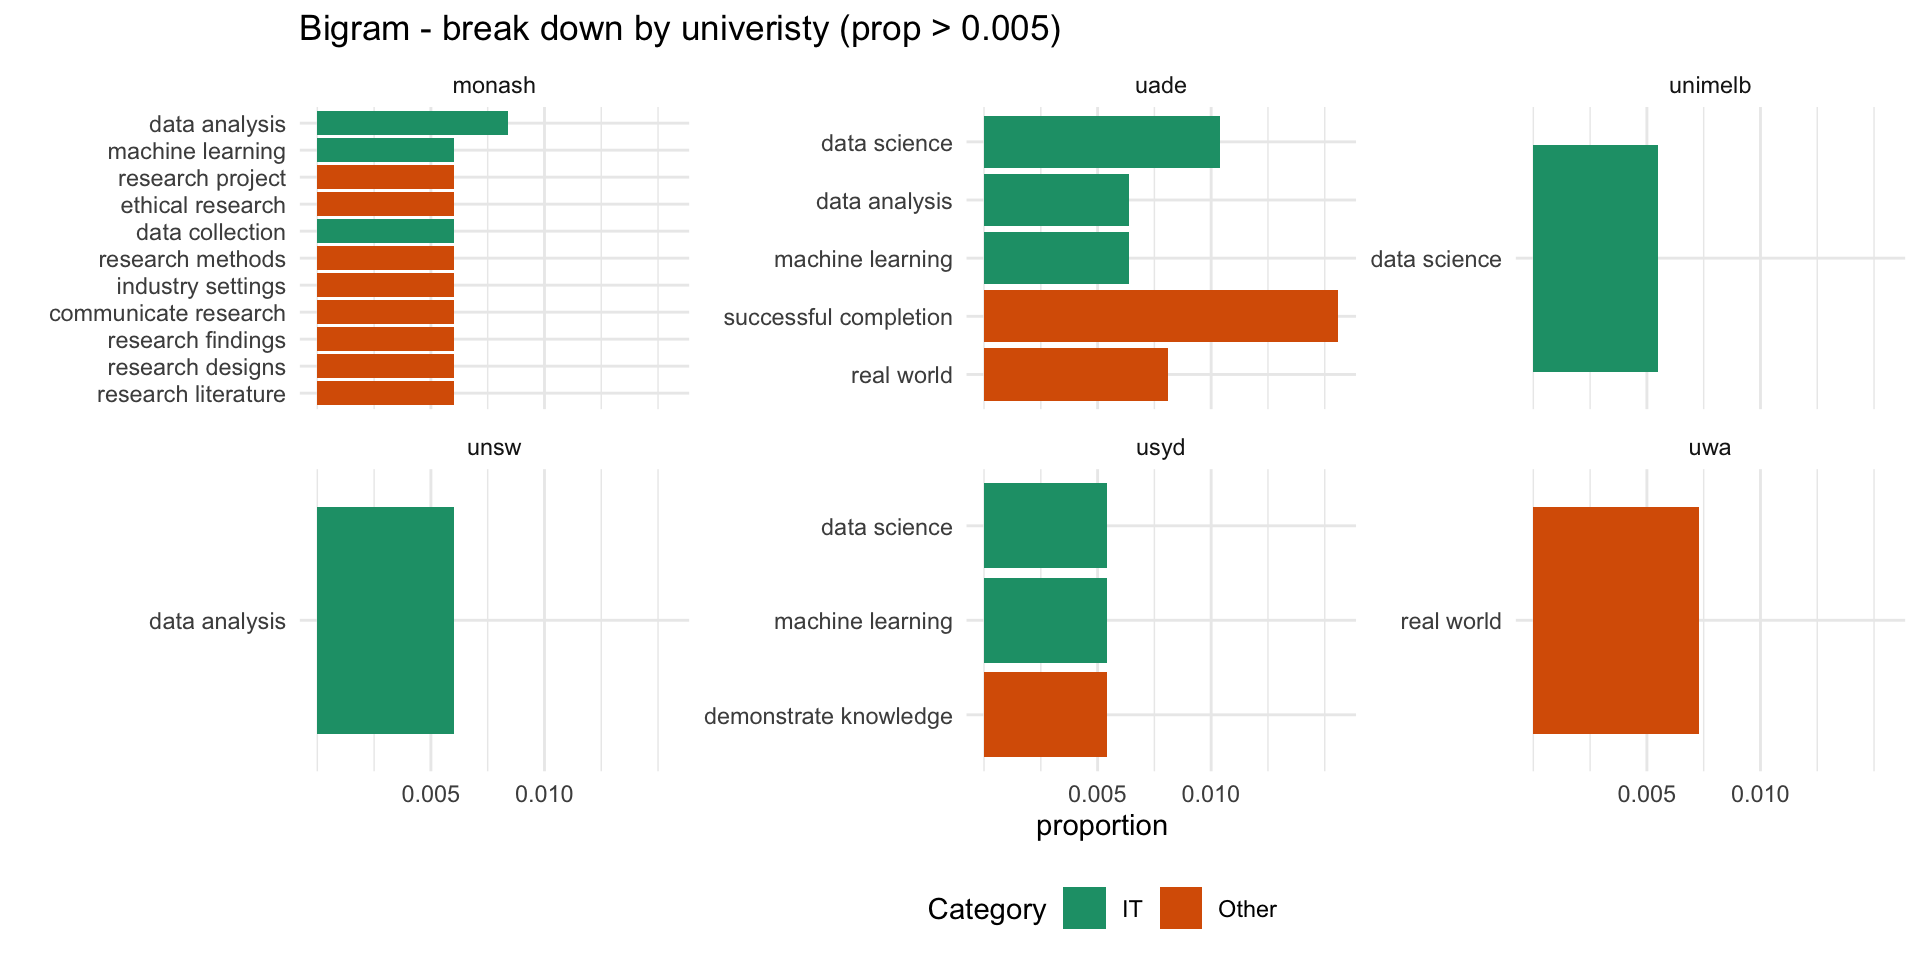 Bigram - break down by univeristy (prop > 0.005)
monash
data analysis
machine learning
research project
ethical research
data collection
research methods
industry settings
communicate research
research findings
research designs
research literature
uade
data science
data analysis
machine learning
successful completion
real world
unimelb
data science
unsw
data analysis
0.005 0.010
usyd
data science
machine learning
demonstrate knowledge
0.005 0.010
uwa
real world
0.005 0.010
proportion
Category IT Other